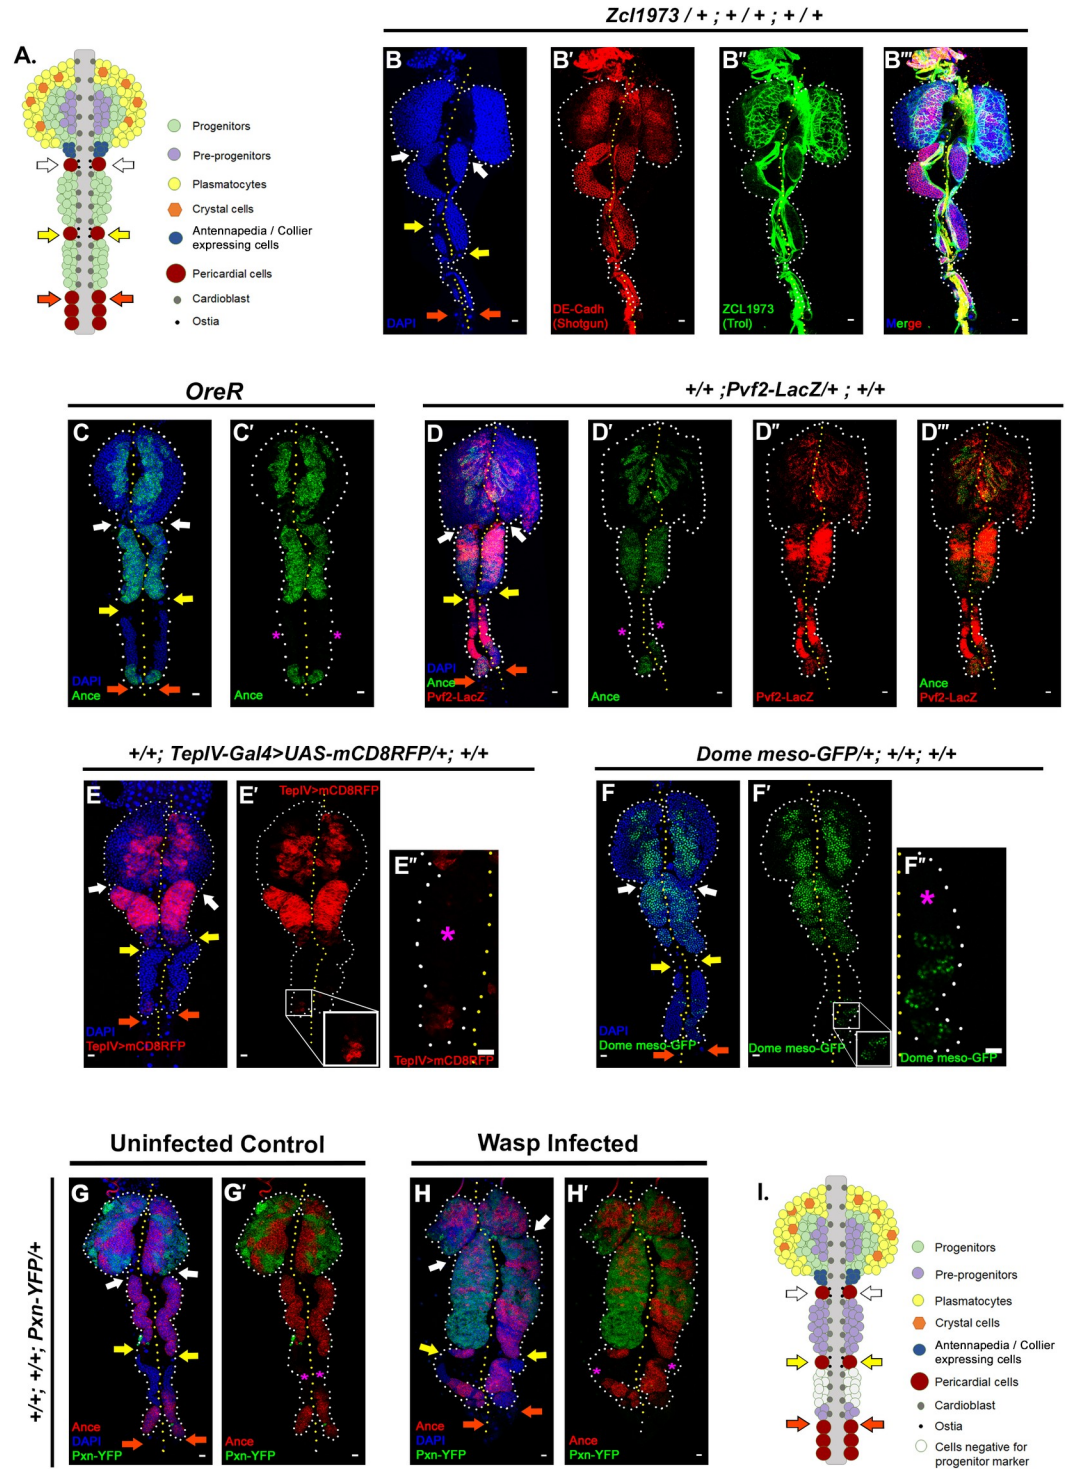 Zcl1973 / + ; + / + ; + / +
A.
Progenitors
Pre-progenitors
Plasmatocytes
Crystal cells
Antennapedia / Collier
expressing cells
Pericardial cells
Cardioblast
Ostia
B
DAPI
B'
DE-Cadh
(Shotgun)
B''
ZCL1973
(Trol)
B'''
Merge
OreR
C
DAPI
Ance
C'
*
*
Ance
+/+ ;Pvf2-LacZ/+ ; +/+
D
DAPI
Ance
Pvf2-LacZ
D'
*
*
Ance
D''
Pvf2-LacZ
D'''
Ance
Pvf2-LacZ
+/+; TepIV-Gal4>UAS-mCD8RFP/+; +/+
E
DAPI
TepIV>mCD8RFP
E'
TepIV>mCD8RFP
E''
*
TepIV>mCD8RFP
Dome meso-GFP/+; +/+; +/+
F
DAPI
Dome meso-GFP
F'
Dome meso-GFP
F''
*
Dome meso-GFP
Uninfected Control
Wasp Infected
+/+; +/+; Pxn-YFP/+
G
Ance
DAPI
Pxn-YFP
G'
* *
Ance
Pxn-YFP
H
Ance
DAPI
Pxn-YFP
H'
*
*
Ance
Pxn-YFP
I.
Progenitors
Pre-progenitors
Plasmatocytes
Crystal cells
Antennapedia / Collier
expressing cells
Pericardial cells
Cardioblast
Ostia
Cells negative for
progenitor marker